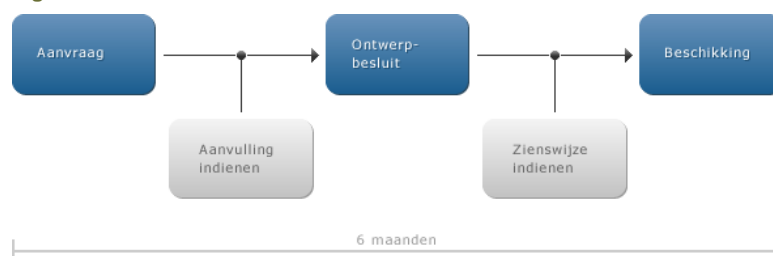 Aanvraag
Ontwerp-
besluit
Beschikking
Aanvulling
indienen
Zienswijze
indienen
6 maanden